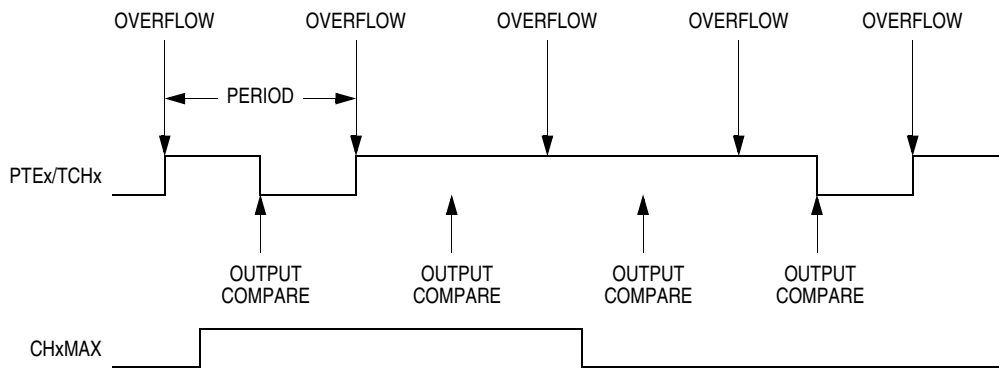 OVERFLOW OVERFLOW OVERFLOW OVERFLOW OVERFLOW
PERIOD
PTEx/TCHx
OUTPUT OUTPUT OUTPUT OUTPUT
COMPARE COMPARE COMPARE COMPARE
CHxMAX